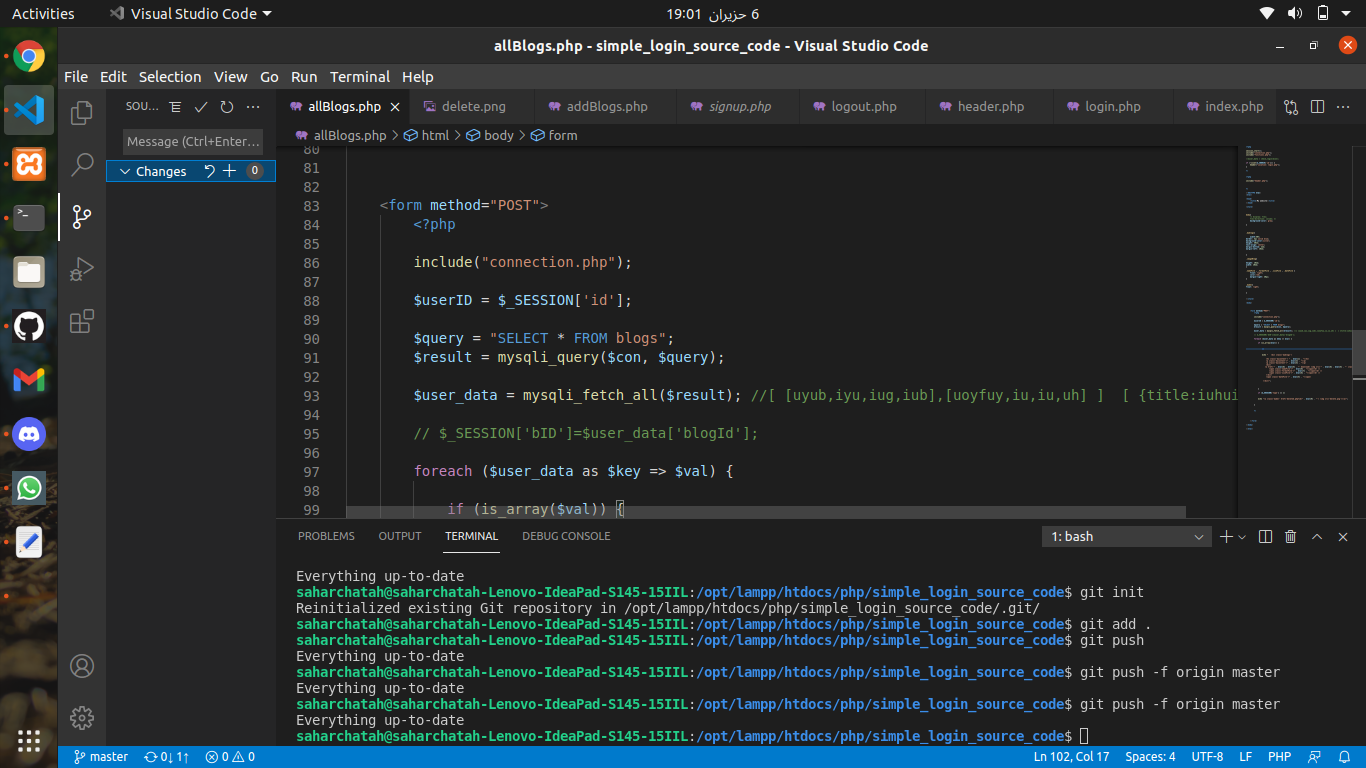 Activities
Visual Studio Code
6 حزيران 19:01
allBlogs.php - simple_login_source_code - Visual Studio Code
File Edit Selection View Go Run Terminal Help
SOU...
allBlogs.php
delete.png
addBlogs.php
signup.php
logout.php
header.php
login.php
index.php
Message (Ctrl+Enter...
allBlogs.php > html > body > form
Changes 0
80
81
82
83 <form method="POST">
84 <?php
85
86 include("connection.php");
87
88 $userID = $_SESSION['id'];
89
90 $query = "SELECT * FROM blogs";
91 $result = mysqli_query($con, $query);
92
93 $user_data = mysqli_fetch_all($result); //[ [uyub,iyu,iug,iub],[uoyfuy,iu,iu,uh] ]  [ {title:iuhui
94
95 // $_SESSION['bID']=$user_data['blogId'];
96
97 foreach ($user_data as $key => $val) {
98
99 if (is_array($val)) {
PROBLEMS OUTPUT TERMINAL DEBUG CONSOLE
1: bash
Everything up-to-date
saharchatah@saharchatah-Lenovo-IdeaPad-S145-15IIL:/opt/lampp/htdocs/php/simple_login_source_code$ git init
Reinitialized existing Git repository in /opt/lampp/htdocs/php/simple_login_source_code/.git/
saharchatah@saharchatah-Lenovo-IdeaPad-S145-15IIL:/opt/lampp/htdocs/php/simple_login_source_code$ git add .
saharchatah@saharchatah-Lenovo-IdeaPad-S145-15IIL:/opt/lampp/htdocs/php/simple_login_source_code$ git push
Everything up-to-date
saharchatah@saharchatah-Lenovo-IdeaPad-S145-15IIL:/opt/lampp/htdocs/php/simple_login_source_code$ git push -f origin master
Everything up-to-date
saharchatah@saharchatah-Lenovo-IdeaPad-S145-15IIL:/opt/lampp/htdocs/php/simple_login_source_code$ git push -f origin master
Everything up-to-date
saharchatah@saharchatah-Lenovo-IdeaPad-S145-15IIL:/opt/lampp/htdocs/php/simple_login_source_code$
master 0↓ 1↑ 0 0 Ln 102, Col 17 Spaces: 4 UTF-8 LF PHP